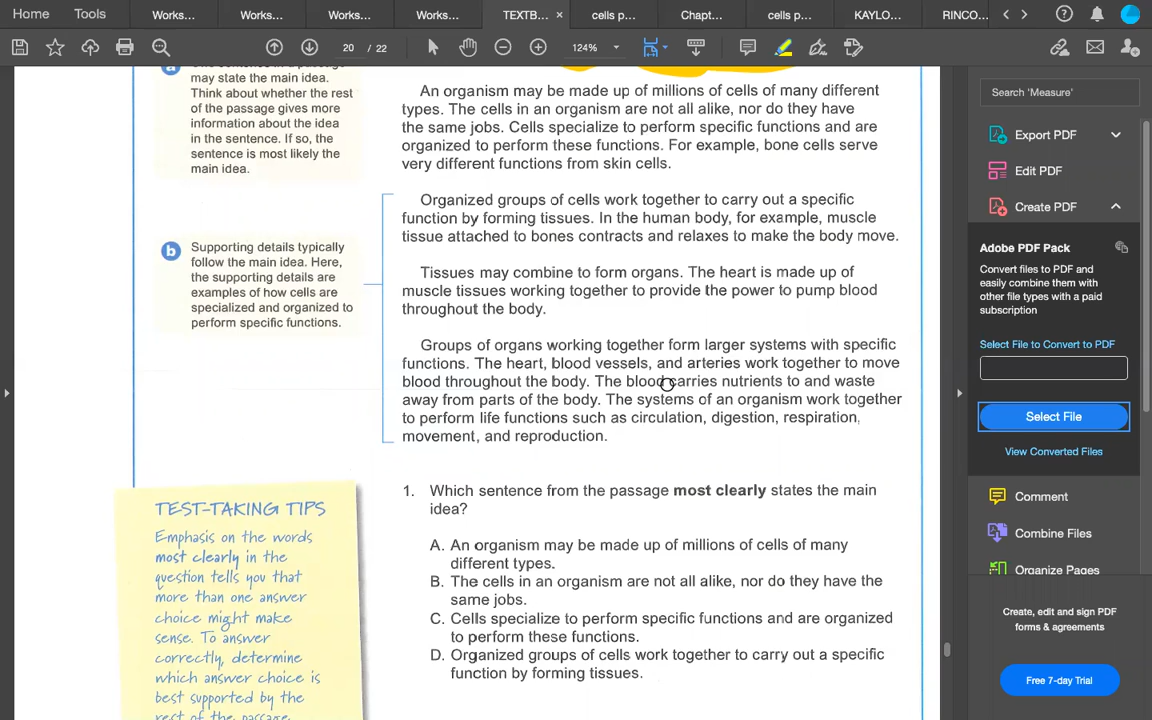 Home
Tools
Works...
Works...
Works...
Works...
TEXTB...
×
cells p...
Chapt...
cells p...
KAYLO...
RINCO...
20 / 22
124%
may state the main idea.
Think about whether the rest
of the passage gives more
information about the idea
in the sentence. If so, the
sentence is most likely the
main idea.
An organism may be made up of millions of cells of many different
types. The cells in an organism are not all alike, nor do they have
the same jobs. Cells specialize to perform specific functions and are
organized to perform these functions. For example, bone cells serve
very different functions from skin cells.
Organized groups of cells work together to carry out a specific
function by forming tissues. In the human body, for example, muscle
tissue attached to bones contracts and relaxes to make the body move.
b
Supporting details typically
follow the main idea. Here,
the supporting details are
examples of how cells are
specialized and organized to
perform specific functions.
Tissues may combine to form organs. The heart is made up of
muscle tissues working together to provide the power to pump blood
throughout the body.
Groups of organs working together form larger systems with specific
functions. The heart, blood vessels, and arteries work together to move
blood throughout the body. The blood carries nutrients to and waste
away from parts of the body. The systems of an organism work together
to perform life functions such as circulation, digestion, respiration,
movement, and reproduction.
TEST-TAKING TIPS
Emphasis on the words
most clearly in the
question tells you that
more than one answer
choice might make
sense. To answer
correctly, determine
which answer choice is
best supported by the
rest of the passage.
1. Which sentence from the passage most clearly states the main
idea?
A. An organism may be made up of millions of cells of many
different types.
B. The cells in an organism are not all alike, nor do they have the
same jobs.
C. Cells specialize to perform specific functions and are organized
to perform these functions.
D. Organized groups of cells work together to carry out a specific
function by forming tissues.
Search 'Measure'
Export PDF
Edit PDF
Create PDF
Adobe PDF Pack
Convert files to PDF and
easily combine them with
other file types with a paid
subscription
Select File to Convert to PDF
Select File
View Converted Files
Comment
Combine Files
Organize Pages
Create, edit and sign PDF
forms & agreements
Free 7-day Trial